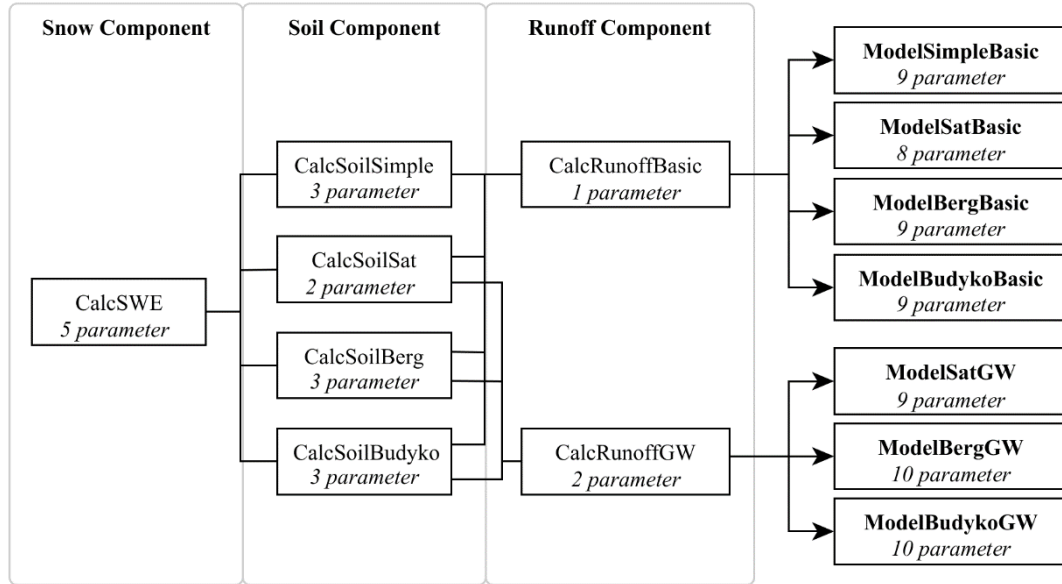 Snow Component
Soil Component
Runoff Component
CalcSWE
5 parameter
CalcSoilSimple
3 parameter
CalcSoilSat
2 parameter
CalcSoilBerg
3 parameter
CalcSoilBudyko
3 parameter
CalcRunoffBasic
1 parameter
CalcRunoffGW
2 parameter
ModelSimpleBasic
9 parameter
ModelSatBasic
8 parameter
ModelBergBasic
9 parameter
ModelBudykoBasic
9 parameter
ModelSatGW
9 parameter
ModelBergGW
10 parameter
ModelBudykoGW
10 parameter